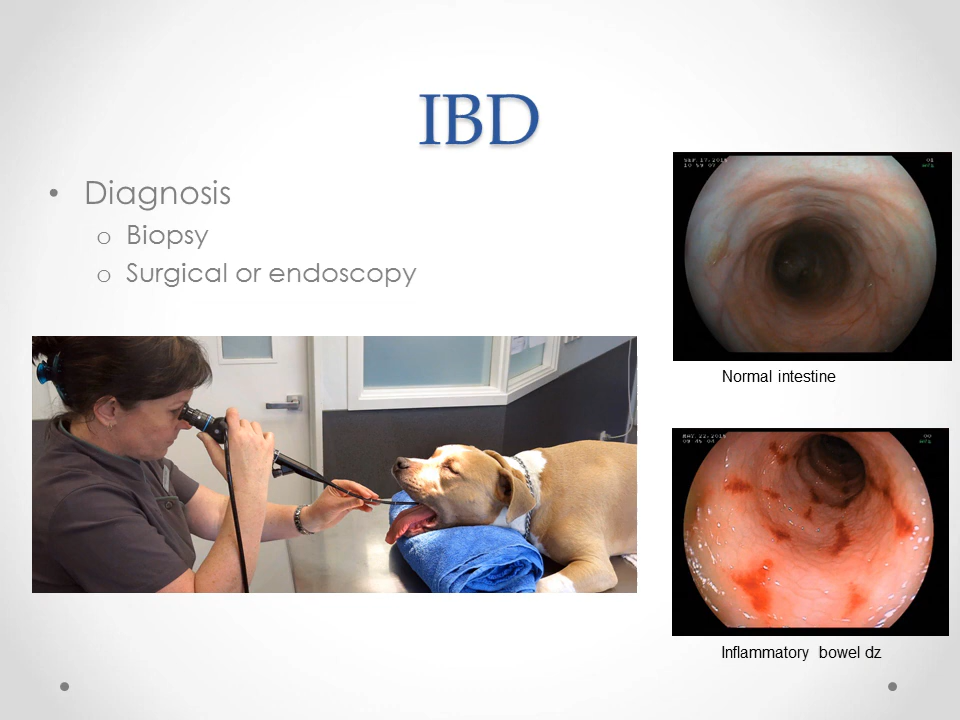 IBD
• Diagnosis
o Biopsy
o Surgical or endoscopy
Normal intestine
Inflammatory bowel dz